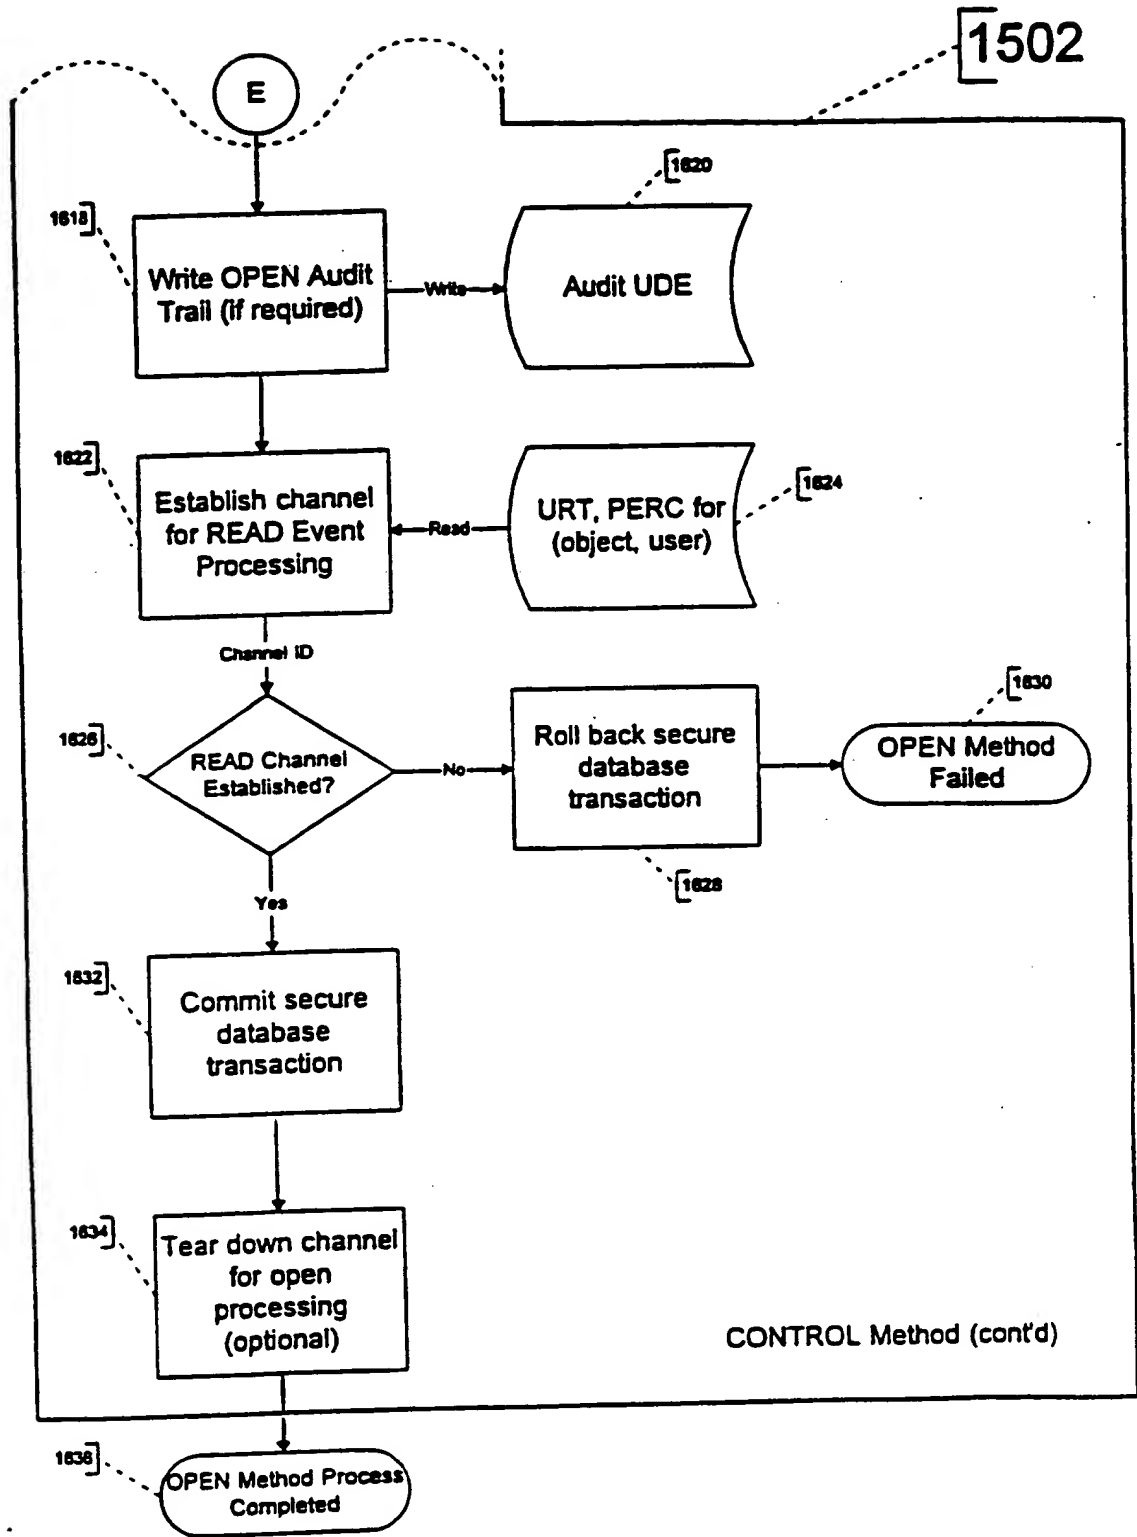 1502
E
1618
Write OPEN Audit
Trail (if required)
Write
1620
Audit UDE
1622
Establish channel
for READ Event
Processing
Read
URT, PERC for
(object, user)
1624
Channel ID
1626
READ Channel
Established?
No
Roll back secure
database
transaction
1628
1630
OPEN Method
Failed
Yes
1632
Commit secure
database
transaction
1634
Tear down channel
for open
processing
(optional)
CONTROL Method (cont'd)
1636
OPEN Method Process
Completed